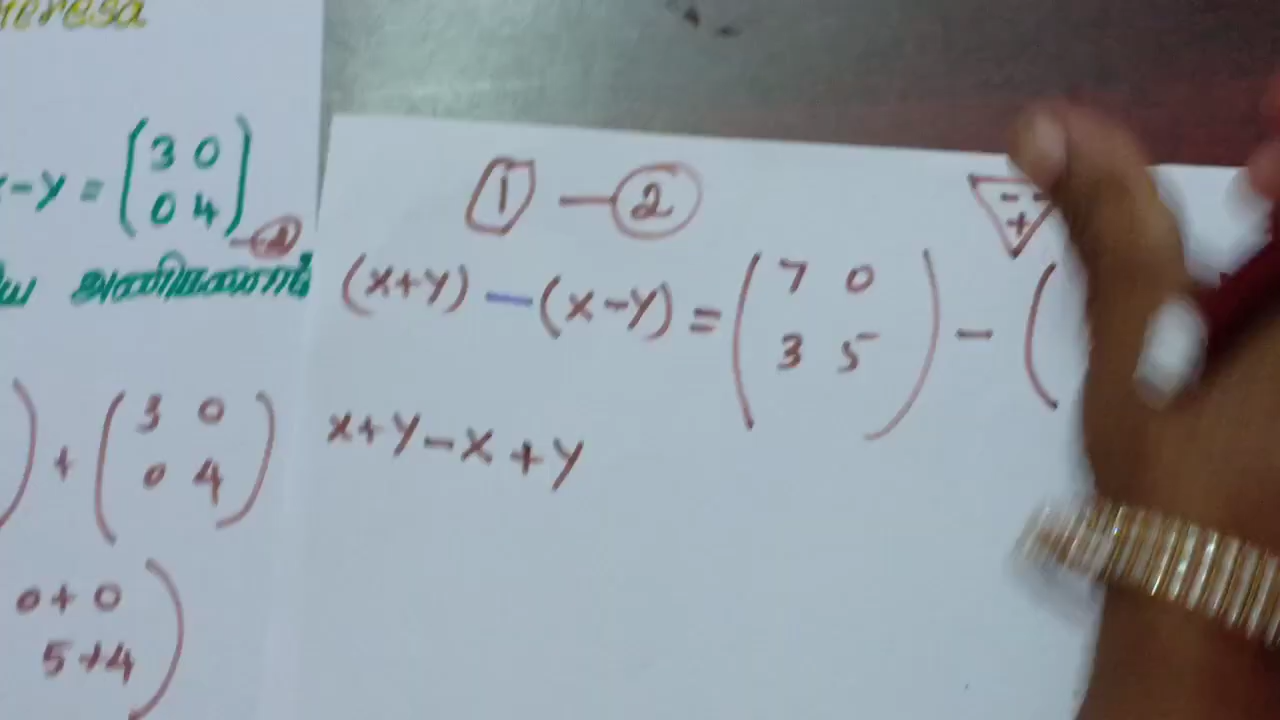 x-y = (3 0
0 4)
-②
அணிகளைக்
+ (3 0
0 4)
0+0
5+4)
① - ②
(x+y) - (x-y) = (7 0
3 5) - (
- -
+
x+y-x+y